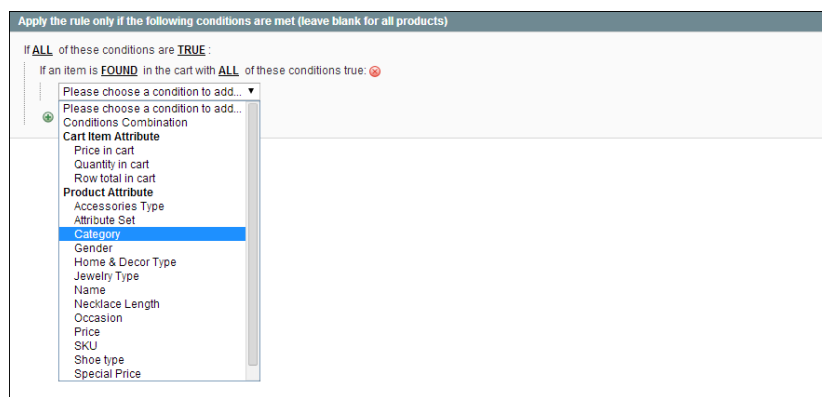 Apply the rule only if the following conditions are met (leave blank for all products)
If ALL of these conditions are TRUE :
If an item is FOUND in the cart with ALL of these conditions true:
Please choose a condition to add...
Please choose a condition to add...
Conditions Combination
Cart Item Attribute
Price in cart
Quantity in cart
Row total in cart
Product Attribute
Accessories Type
Attribute Set
Category
Gender
Home & Decor Type
Jewelry Type
Name
Necklace Length
Occasion
Price
SKU
Shoe type
Special Price